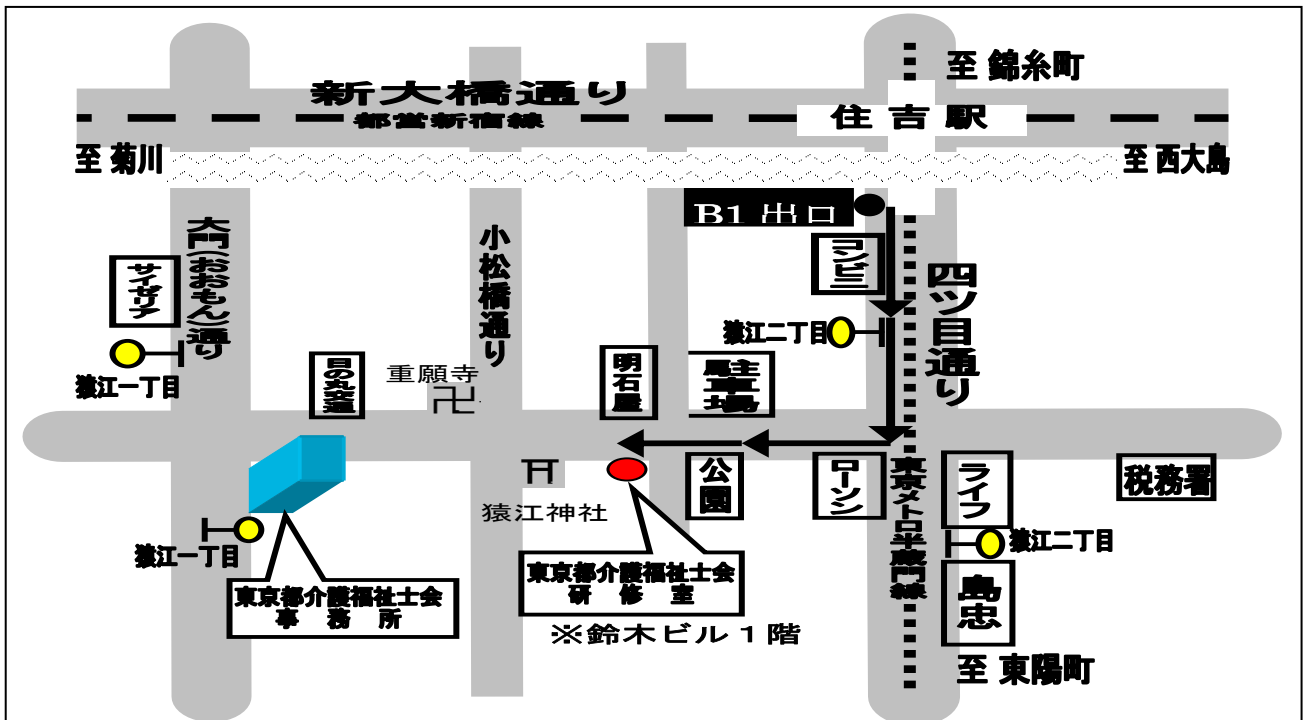 至 錦糸町
新大橋通り
都営新宿線
住吉駅
至 菊川
至 西大島
B1 出口
大門(おおもん)通り
小松橋通り
コンビニ
四ツ目通り
サイゼリヤ
猿江二丁目
猿江一丁目
日の丸交通
重願寺
卍
明石屋
駐車場
猿江神社
公園
ローソン
東京メトロ半蔵門線
ライフ
税務署
猿江一丁目
猿江二丁目
東京都介護福祉士会
事務所
東京都介護福祉士会
研修室
島忠
※鈴木ビル1階
至 東陽町